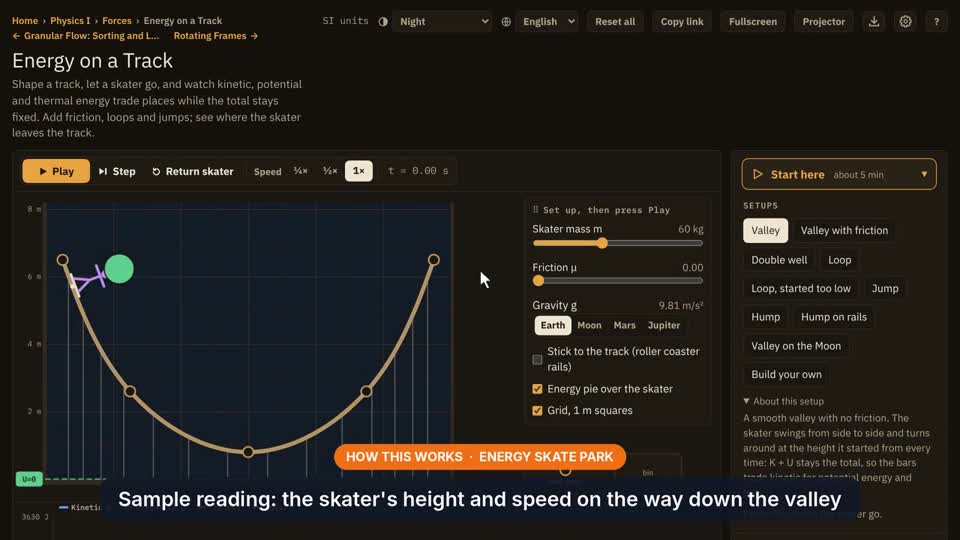 Home › Physics I › Forces › Energy on a Track
← Granular Flow: Sorting and L... Rotating Frames →
SI units Night English Reset all Copy link Fullscreen Projector ?
Energy on a Track
Shape a track, let a skater go, and watch kinetic, potential
and thermal energy trade places while the total stays
fixed. Add friction, loops and jumps; see where the skater
leaves the track.
Play Step Return skater Speed ¼× ½× 1× t = 0.00 s
8 m
6 m
4 m
2 m
U=0
3630 J
Set up, then press Play
Skater mass m 60 kg
Friction μ 0.00
Gravity g 9.81 m/s²
Earth Moon Mars Jupiter
Stick to the track (roller coaster
rails)
Energy pie over the skater
Grid, 1 m squares
bin
Start here about 5 min
SETUPS
Valley Valley with friction
Double well Loop
Loop, started too low Jump
Hump Hump on rails
Valley on the Moon
Build your own
▼ About this setup
A smooth valley with no friction. The
skater swings from side to side and turns
around at the height it started from every
time: K + U stays the total, so the bars
trade kinetic for potential energy and
go.
HOW THIS WORKS · ENERGY SKATE PARK
Sample reading: the skater's height and speed on the way down the valley